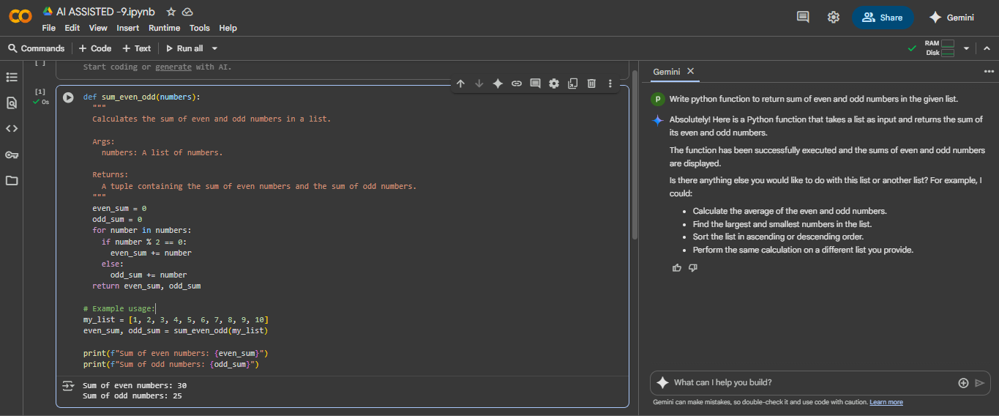 AI ASSISTED -9.ipynb
File Edit View Insert Runtime Tools Help
Share
Gemini
Commands + Code + Text Run all
RAM
Disk
[ ]
Start coding or generate with AI.
[1]
0s
def sum_even_odd(numbers):
"""
Calculates the sum of even and odd numbers in a list.
Args:
numbers: A list of numbers.
Returns:
A tuple containing the sum of even numbers and the sum of odd numbers.
"""
even_sum = 0
odd_sum = 0
for number in numbers:
if number % 2 == 0:
even_sum += number
else:
odd_sum += number
return even_sum, odd_sum
# Example usage:
my_list = [1, 2, 3, 4, 5, 6, 7, 8, 9, 10]
even_sum, odd_sum = sum_even_odd(my_list)
print(f"Sum of even numbers: {even_sum}")
print(f"Sum of odd numbers: {odd_sum}")
Sum of even numbers: 30
Sum of odd numbers: 25
Gemini
P
Write python function to return sum of even and odd numbers in the given list.
Absolutely! Here is a Python function that takes a list as input and returns the sum of
its even and odd numbers.
The function has been successfully executed and the sums of even and odd numbers
are displayed.
Is there anything else you would like to do with this list or another list? For example, I
could:
• Calculate the average of the even and odd numbers.
• Find the largest and smallest numbers in the list.
• Sort the list in ascending or descending order.
• Perform the same calculation on a different list you provide.
What can I help you build?
Gemini can make mistakes, so double-check it and use code with caution. Learn more